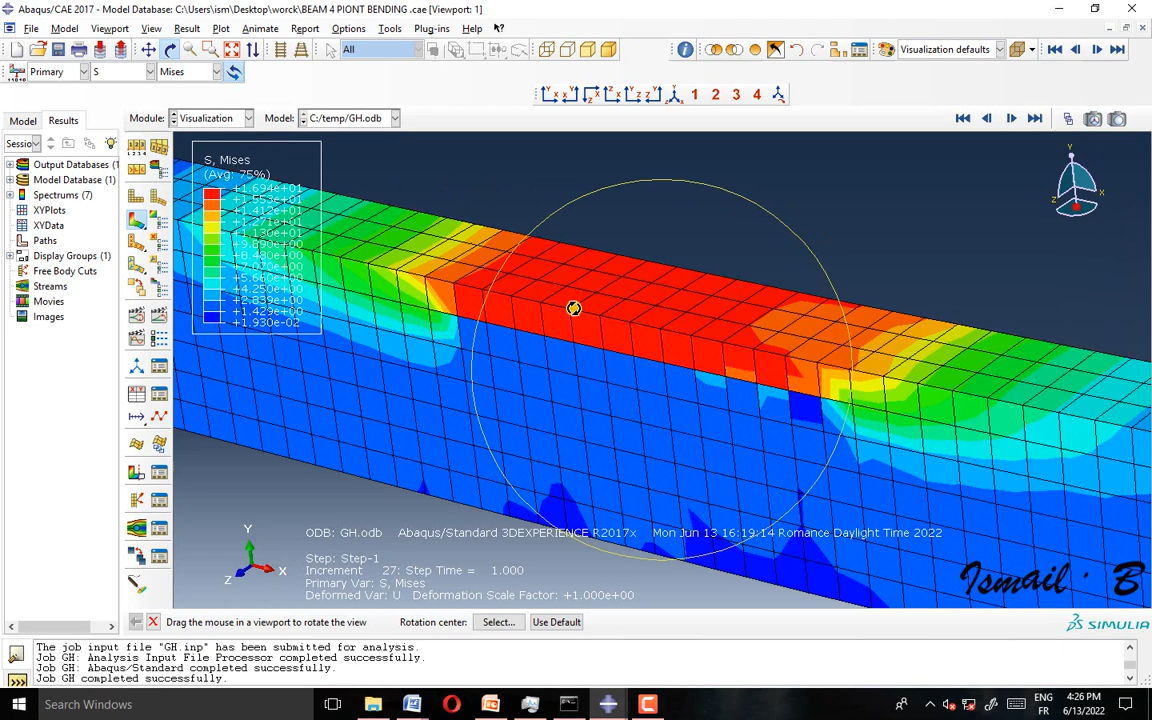 Abaqus/CAE 2017 - Model Database: C:\Users\ism\Desktop\worck\BEAM 4 PIONT BENDING .cae [Viewport: 1]
File Model Viewport View Result Plot Animate Report Options Tools Plug-ins Help
All
Visualization defaults
Primary S Mises
1 2 3 4
Model Results
Module: Visualization Model: C:/temp/GH.odb
Sessio
Output Databases (1
Model Database (1)
Spectrums (7)
XYPlots
XYData
Paths
Display Groups (1)
Free Body Cuts
Streams
Movies
Images
S, Mises
(Avg: 75%)
+1.694e+01
+1.553e+01
+1.412e+01
+1.271e+01
+1.130e+01
+9.890e+00
+8.480e+00
+7.070e+00
+5.660e+00
+4.250e+00
+2.839e+00
+1.429e+00
+1.930e-02
Y
X
Z
Y
X
Z
ODB: GH.odb Abaqus/Standard 3DEXPERIENCE R2017x Mon Jun 13 16:19:14 Romance Daylight Time 2022
Step: Step-1
Increment 27: Step Time = 1.000
Primary Var: S, Mises
Deformed Var: U Deformation Scale Factor: +1.000e+00
Ismail · B
SIMULIA
Drag the mouse in a viewport to rotate the view Rotation center: Select... Use Default
The job input file "GH.inp" has been submitted for analysis.
Job GH: Analysis Input File Processor completed successfully.
Job GH: Abaqus/Standard completed successfully.
Job GH completed successfully.
Search Windows
ENG
FR
4:26 PM
6/13/2022